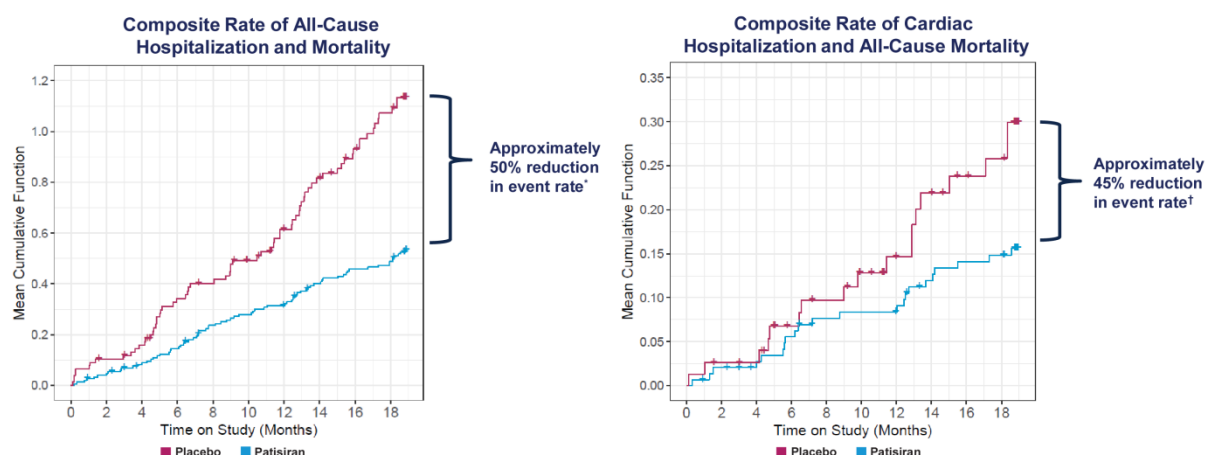 Composite Rate of All-Cause
Hospitalization and Mortality
Mean Cumulative Function
1.2
1.0
0.8
0.6
0.4
0.2
0.0
0 2 4 6 8 10 12 14 16 18
Time on Study (Months)
Placebo Patisiran
Approximately
50% reduction
in event rate*
Composite Rate of Cardiac
Hospitalization and All-Cause Mortality
Mean Cumulative Function
0.35
0.30
0.25
0.20
0.15
0.10
0.05
0.00
0 2 4 6 8 10 12 14 16 18
Time on Study (Months)
Placebo Patisiran
Approximately
45% reduction
in event rate†